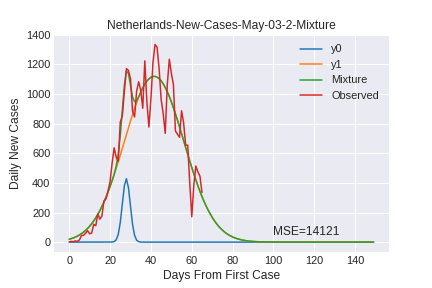 Netherlands-New-Cases-May-03-2-Mixture
1400
1200
1000
800
600
400
200
0
Daily New Cases
y0
y1
Mixture
Observed
MSE=14121
0 20 40 60 80 100 120 140
Days From First Case